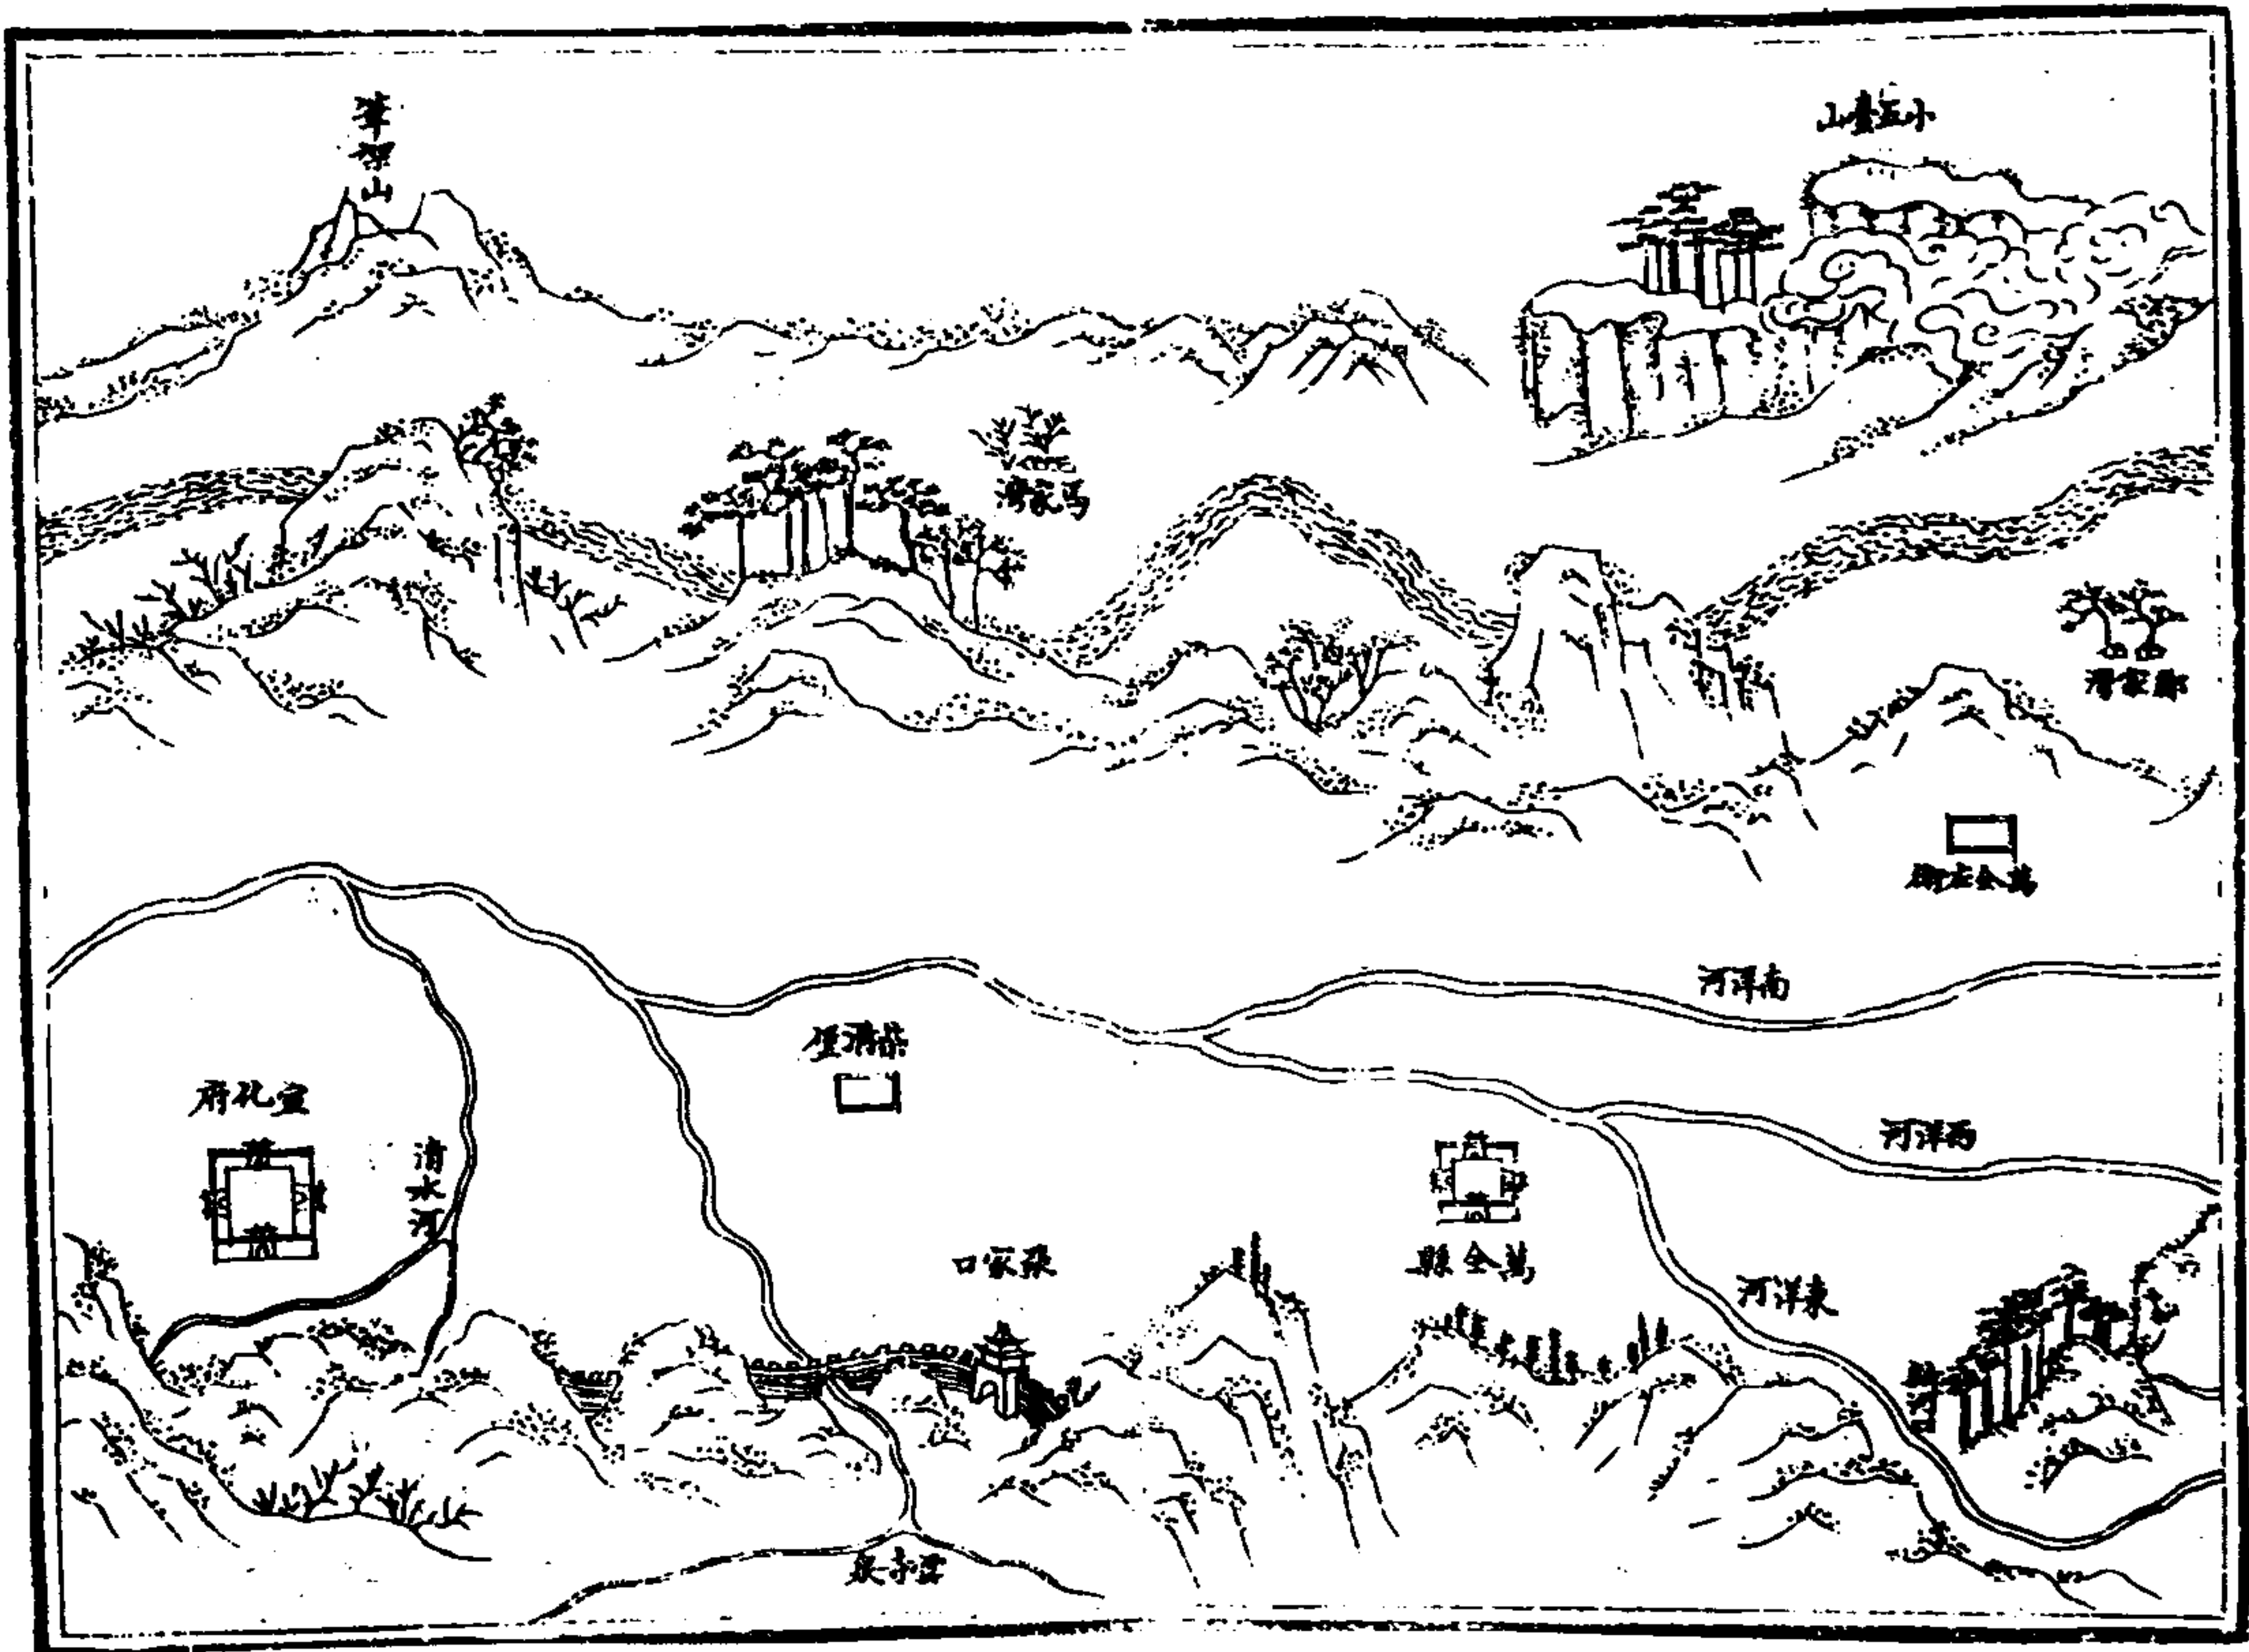 小五臺山
筆架山
馬家灣
萬全左衛
南洋河
柴溝堡
宣化府
西洋河
清水河
張家口
萬全縣
東洋河